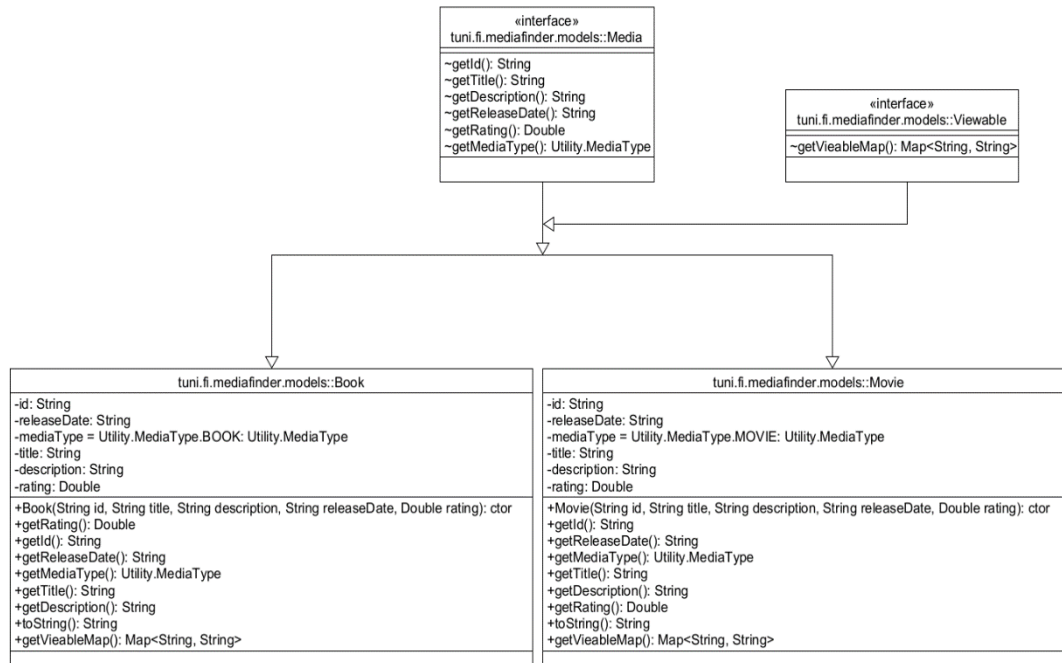 «interface»
tuni.fi.mediafinder.models::Media
~getId(): String
~getTitle(): String
~getDescription(): String
~getReleaseDate(): String
~getRating(): Double
~getMediaType(): Utility.MediaType
«interface»
tuni.fi.mediafinder.models::Viewable
~getVieableMap(): Map<String, String>
tuni.fi.mediafinder.models::Book
-id: String
-releaseDate: String
-mediaType = Utility.MediaType.BOOK: Utility.MediaType
-title: String
-description: String
-rating: Double
+Book(String id, String title, String description, String releaseDate, Double rating): ctor
+getRating(): Double
+getId(): String
+getReleaseDate(): String
+getMediaType(): Utility.MediaType
+getTitle(): String
+getDescription(): String
+toString(): String
+getVieableMap(): Map<String, String>
tuni.fi.mediafinder.models::Movie
-id: String
-releaseDate: String
-mediaType = Utility.MediaType.MOVIE: Utility.MediaType
-title: String
-description: String
-rating: Double
+Movie(String id, String title, String description, String releaseDate, Double rating): ctor
+getId(): String
+getReleaseDate(): String
+getMediaType(): Utility.MediaType
+getTitle(): String
+getDescription(): String
+getRating(): Double
+toString(): String
+getVieableMap(): Map<String, String>